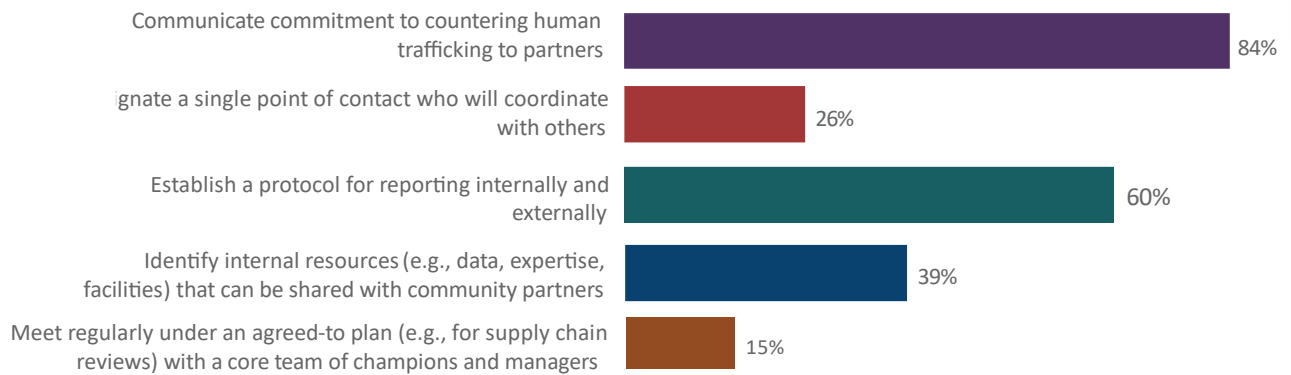 Communicate commitment to countering human
trafficking to partners
84%
ignate a single point of contact who will coordinate
with others
26%
Establish a protocol for reporting internally and
externally
60%
Identify internal resources (e.g., data, expertise,
facilities) that can be shared with community partners
39%
Meet regularly under an agreed-to plan (e.g., for supply chain
reviews) with a core team of champions and managers
15%